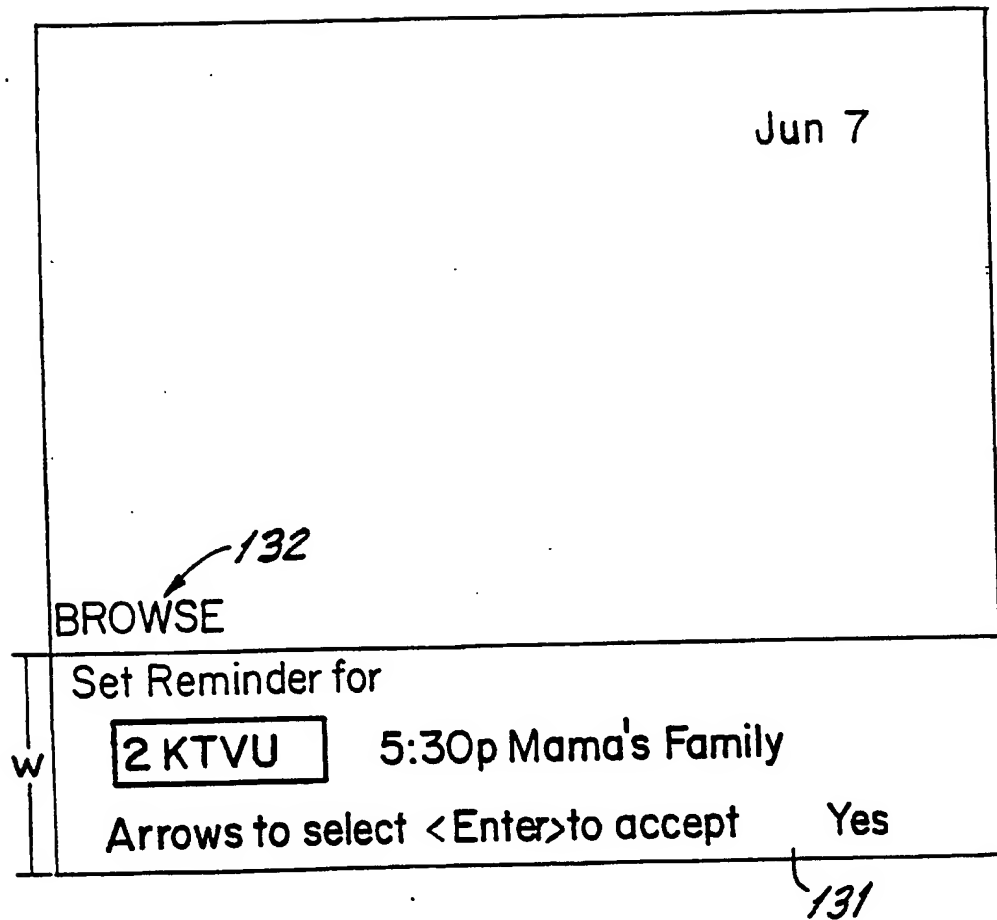 Jun 7
132
BROWSE
Set Reminder for
W
2 KTVU 5:30p Mama's Family
Arrows to select <Enter>to accept Yes
131